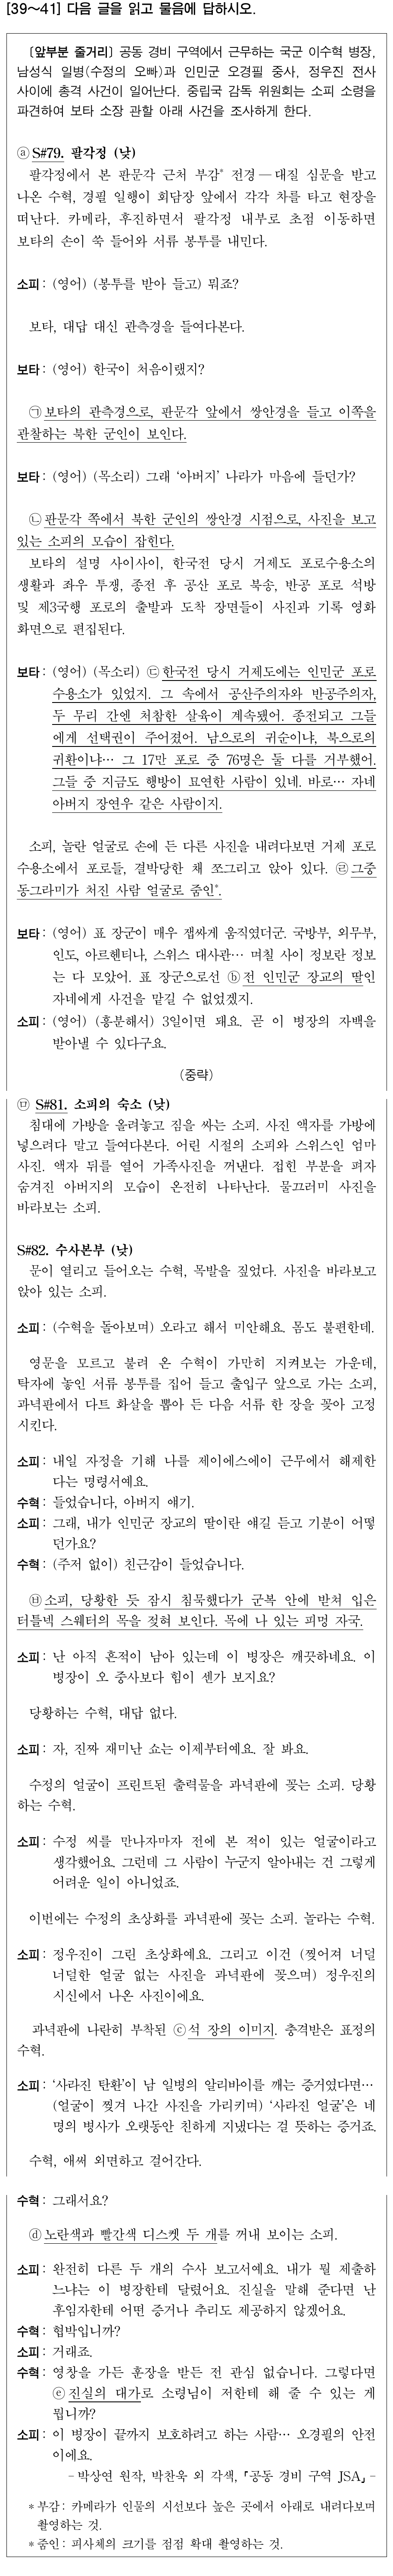 [39～41] 다음 글을 읽고 물음에 답하시오.
[앞부분 줄거리] 공동 경비 구역에서 근무하는 국군 이수혁 병장,
남성식 일병(수정의 오빠)과 인민군 오경필 중사, 정우진 전사
사이에 총격 사건이 일어난다. 중립국 감독 위원회는 소피 소령을
파견하여 보타 소장 관할 아래 사건을 조사하게 한다.
ⓐ S#79. 팔각정 (낮)
팔각정에서 본 판문각 근처 부감* 전경 ― 대질 심문을 받고
나온 수혁, 경필 일행이 회담장 앞에서 각각 차를 타고 현장을
떠난다. 카메라, 후진하면서 팔각정 내부로 초점 이동하면
보타의 손이 쑥 들어와 서류 봉투를 내민다.
소피: (영어) (봉투를 받아 들고) 뭐죠?
보타, 대답 대신 관측경을 들여다본다.
보타: (영어) 한국이 처음이랬지?
㉠ 보타의 관측경으로, 판문각 앞에서 쌍안경을 들고 이쪽을
관찰하는 북한 군인이 보인다.
보타: (영어) (목소리) 그래 ‘아버지’ 나라가 마음에 들던가?
㉡ 판문각 쪽에서 북한 군인의 쌍안경 시점으로, 사진을 보고
있는 소피의 모습이 잡힌다.
보타의 설명 사이사이, 한국전 당시 거제도 포로수용소의
생활과 좌우 투쟁, 종전 후 공산 포로 북송, 반공 포로 석방
및 제3국행 포로의 출발과 도착 장면들이 사진과 기록 영화
화면으로 편집된다.
보타: (영어) (목소리) ㉢ 한국전 당시 거제도에는 인민군 포로
수용소가 있었지. 그 속에서 공산주의자와 반공주의자,
두 무리 간엔 처참한 살육이 계속됐어. 종전되고 그들
에게 선택권이 주어졌어. 남으로의 귀순이냐, 북으로의
귀환이냐… 그 17만 포로 중 76명은 둘 다를 거부했어.
그들 중 지금도 행방이 묘연한 사람이 있네. 바로… 자네
아버지 장연우 같은 사람이지.
소피, 놀란 얼굴로 손에 든 다른 사진을 내려다보면 거제 포로
수용소에서 포로들, 결박당한 채 쪼그리고 앉아 있다. ㉣ 그중
동그라미가 처진 사람 얼굴로 줌인*.
보타: (영어) 표 장군이 매우 잽싸게 움직였더군. 국방부, 외무부,
인도, 아르헨티나, 스위스 대사관… 며칠 사이 정보란 정보
는 다 모았어. 표 장군으로선 ⓑ 전 인민군 장교의 딸인
자네에게 사건을 맡길 수 없었겠지.
소피: (영어) (흥분해서) 3일이면 돼요. 곧 이 병장의 자백을
받아낼 수 있다구요.
(중략)
㉤ S#81. 소피의 숙소 (낮)
침대에 가방을 올려놓고 짐을 싸는 소피. 사진 액자를 가방에
넣으려다 말고 들여다본다. 어린 시절의 소피와 스위스인 엄마
사진. 액자 뒤를 열어 가족사진을 꺼낸다. 접힌 부분을 펴자
숨겨진 아버지의 모습이 온전히 나타난다. 물끄러미 사진을
바라보는 소피.
S#82. 수사본부 (낮)
문이 열리고 들어오는 수혁, 목발을 짚었다. 사진을 바라보고
앉아 있는 소피.
소피: (수혁을 돌아보며) 오라고 해서 미안해요. 몸도 불편한데.
영문을 모르고 불려 온 수혁이 가만히 지켜보는 가운데,
탁자에 놓인 서류 봉투를 집어 들고 출입구 앞으로 가는 소피,
과녁판에서 다트 화살을 뽑아 든 다음 서류 한 장을 꽂아 고정
시킨다.
소피: 내일 자정을 기해 나를 제이에스에이 근무에서 해제한
다는 명령서예요.
수혁: 들었습니다, 아버지 얘기.
소피: 그래, 내가 인민군 장교의 딸이란 얘길 듣고 기분이 어떻
던가요?
수혁: (주저 없이) 친근감이 들었습니다.
㉥ 소피, 당황한 듯 잠시 침묵했다가 군복 안에 받쳐 입은
터틀넥 스웨터의 목을 젖혀 보인다. 목에 나 있는 피멍 자국.
소피: 난 아직 흔적이 남아 있는데 이 병장은 깨끗하네요. 이
병장이 오 중사보다 힘이 센가 보지요?
당황하는 수혁, 대답 없다.
소피: 자, 진짜 재미난 쇼는 이제부터예요. 잘 봐요.
수정의 얼굴이 프린트된 출력물을 과녁판에 꽂는 소피. 당황
하는 수혁.
소피: 수정 씨를 만나자마자 전에 본 적이 있는 얼굴이라고
생각했어요. 그런데 그 사람이 누군지 알아내는 건 그렇게
어려운 일이 아니었죠.
이번에는 수정의 초상화를 과녁판에 꽂는 소피. 놀라는 수혁.
소피: 정우진이 그린 초상화예요. 그리고 이건 (찢어져 너덜
너덜한 얼굴 없는 사진을 과녁판에 꽂으며) 정우진의
시신에서 나온 사진이에요.
과녁판에 나란히 부착된 ⓒ 석 장의 이미지. 충격받은 표정의
수혁.
소피: ‘사라진 탄환’이 남 일병의 알리바이를 깨는 증거였다면…
(얼굴이 찢겨 나간 사진을 가리키며) ‘사라진 얼굴’은 네
명의 병사가 오랫동안 친하게 지냈다는 걸 뜻하는 증거죠.
수혁, 애써 외면하고 걸어간다.
수혁: 그래서요?
ⓓ 노란색과 빨간색 디스켓 두 개를 꺼내 보이는 소피.
소피: 완전히 다른 두 개의 수사 보고서예요. 내가 뭘 제출하
느냐는 이 병장한테 달렸어요. 진실을 말해 준다면 난
후임자한테 어떤 증거나 추리도 제공하지 않겠어요.
수혁: 협박입니까?
소피: 거래죠.
수혁: 영창을 가든 훈장을 받든 전 관심 없습니다. 그렇다면
ⓔ 진실의 대가로 소령님이 저한테 해 줄 수 있는 게
뭡니까?
소피: 이 병장이 끝까지 보호하려고 하는 사람… 오경필의 안전
이에요.
- 박상연 원작, 박찬욱 외 각색, 『공동 경비 구역 JSA』 -
* 부감: 카메라가 인물의 시선보다 높은 곳에서 아래로 내려다보며
촬영하는 것.
* 줌인: 피사체의 크기를 점점 확대 촬영하는 것.